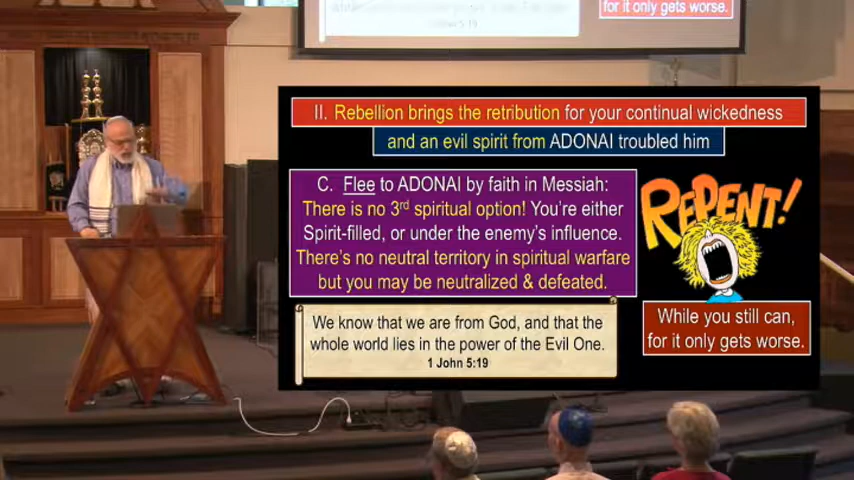 for it only gets worse.
II. Rebellion brings the retribution for your continual wickedness
and an evil spirit from ADONAI troubled him
C. Flee to ADONAI by faith in Messiah:
There is no 3rd spiritual option! You're either
Spirit-filled, or under the enemy's influence.
There's no neutral territory in spiritual warfare
but you may be neutralized & defeated.
REPENT!
We know that we are from God, and that the
whole world lies in the power of the Evil One.
1 John 5:19
While you still can,
for it only gets worse.